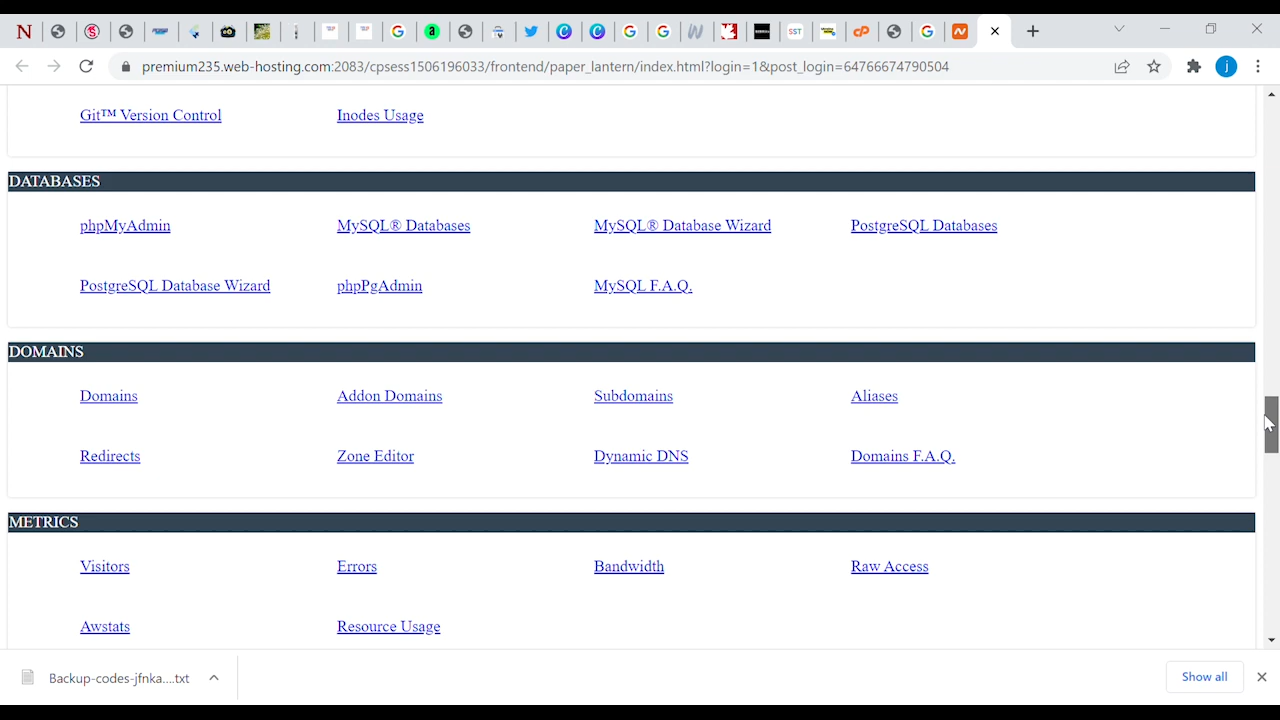 premium235.web-hosting.com:2083/cpsess1506196033/frontend/paper_lantern/index.html?login=1&post_login=64766674790504
j
Git™ Version Control Inodes Usage
DATABASES
phpMyAdmin MySQL® Databases MySQL® Database Wizard PostgreSQL Databases
PostgreSQL Database Wizard phpPgAdmin MySQL F.A.Q.
DOMAINS
Domains Addon Domains Subdomains Aliases
Redirects Zone Editor Dynamic DNS Domains F.A.Q.
METRICS
Visitors Errors Bandwidth Raw Access
Awstats Resource Usage
Backup-codes-jfnka....txt Show all